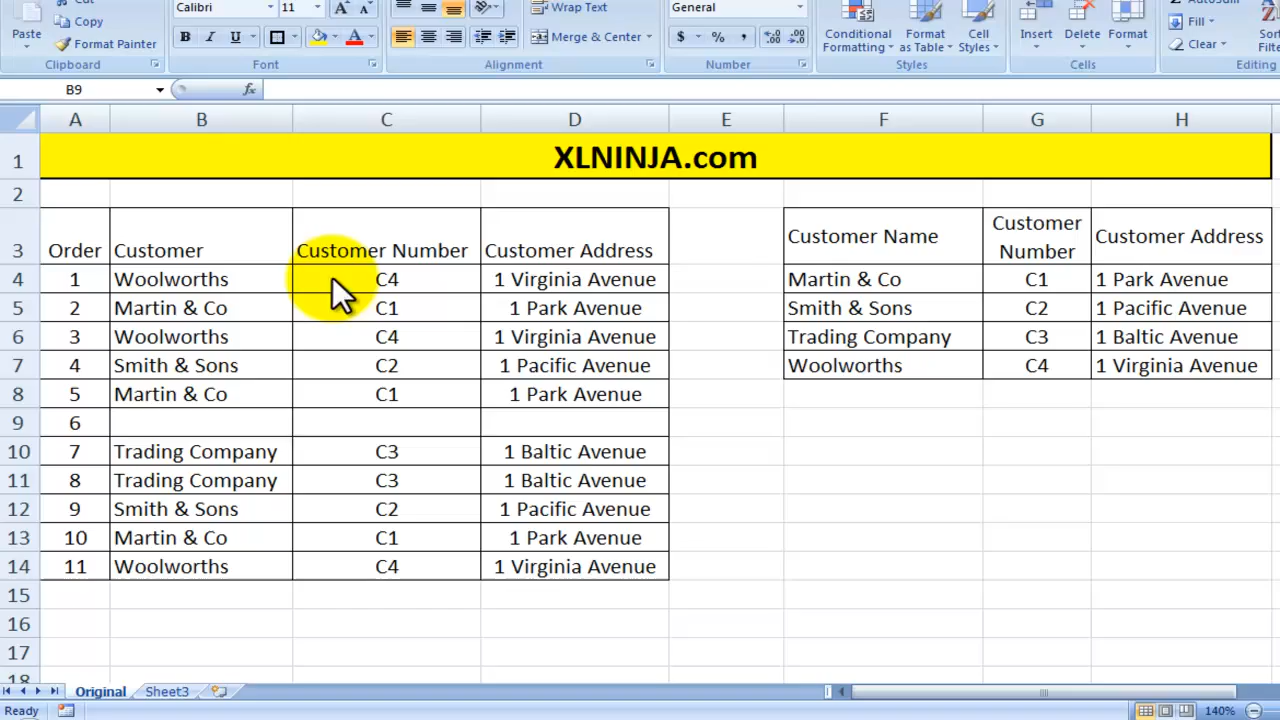 Cut Calibri 11 A A Wrap Text General AutoSum
Paste Copy Conditional Formatting Format as Table Cell Styles Insert Delete Format Fill Sort
Format Painter B I U A Merge & Center $ % , .00 Clear Filte
Clipboard Font Alignment Number Styles Cells Editing
B9 fx
A B C D E F G H
1 XLNINJA.com
2
3 Order Customer Customer Number Customer Address Customer Name Customer Number Customer Address
4 1 Woolworths C4 1 Virginia Avenue Martin & Co C1 1 Park Avenue
5 2 Martin & Co C1 1 Park Avenue Smith & Sons C2 1 Pacific Avenue
6 3 Woolworths C4 1 Virginia Avenue Trading Company C3 1 Baltic Avenue
7 4 Smith & Sons C2 1 Pacific Avenue Woolworths C4 1 Virginia Avenue
8 5 Martin & Co C1 1 Park Avenue
9 6
10 7 Trading Company C3 1 Baltic Avenue
11 8 Trading Company C3 1 Baltic Avenue
12 9 Smith & Sons C2 1 Pacific Avenue
13 10 Martin & Co C1 1 Park Avenue
14 11 Woolworths C4 1 Virginia Avenue
15
16
17
18
Original Sheet3
Ready 140%